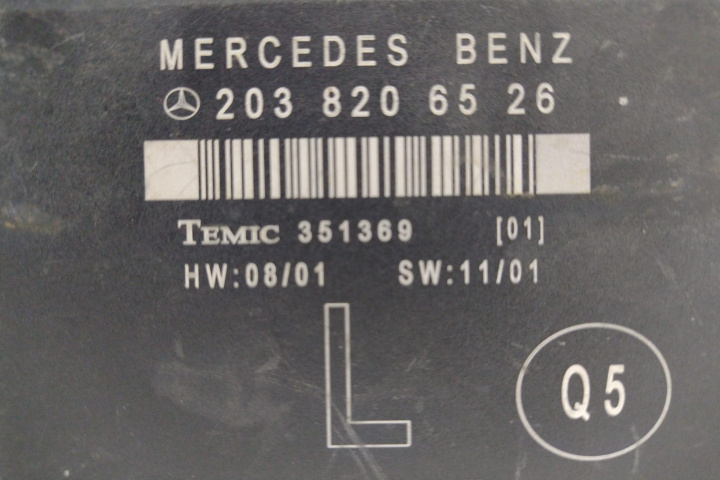 MERCEDES BENZ
203 820 65 26
TEMIC 351369 [01]
HW:08/01 SW:11/01
L
Q5